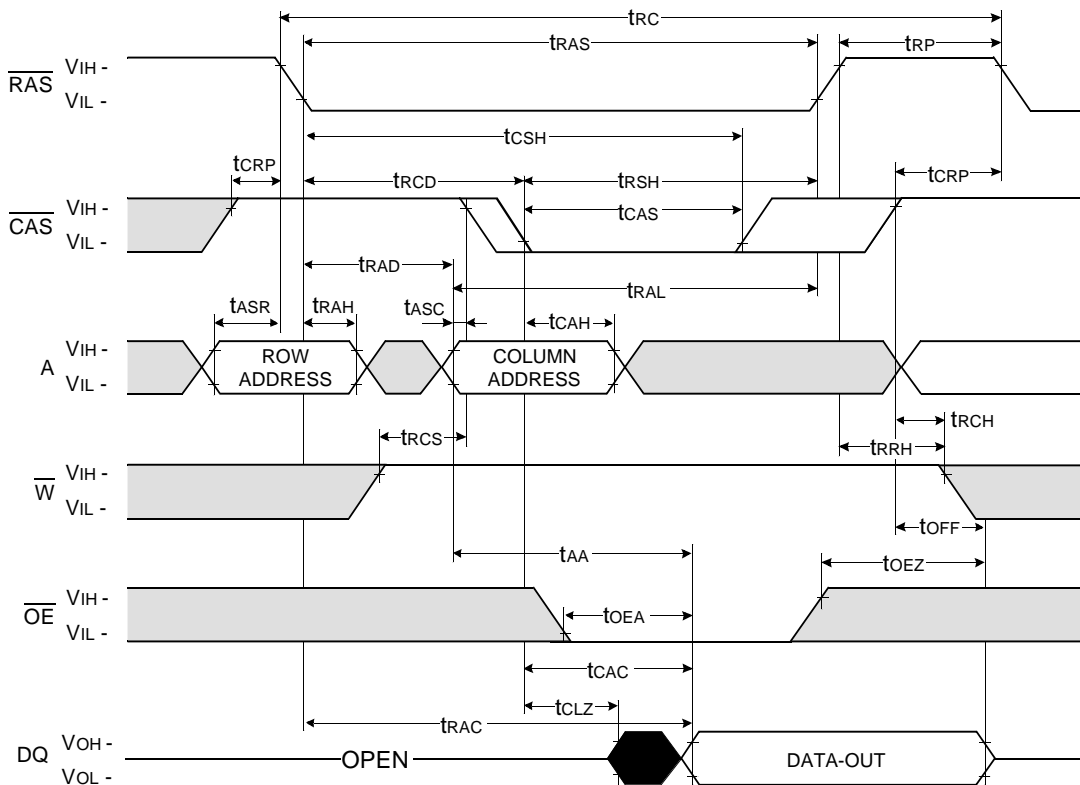 tRC
tRAS
tRP
RAS
VIH -
VIL -
tCSH
tCRP
tRCD
tRSH
tCRP
CAS
VIH -
VIL -
tCAS
tRAD
tRAL
tASR
tRAH
tASC
tCAH
A
VIH -
VIL -
ROW
ADDRESS
COLUMN
ADDRESS
tRCH
tRCS
tRRH
W
VIH -
VIL -
tOFF
tAA
tOEZ
OE
VIH -
VIL -
tOEA
tCAC
tCLZ
tRAC
DQ
VOH -
VOL -
OPEN
DATA-OUT